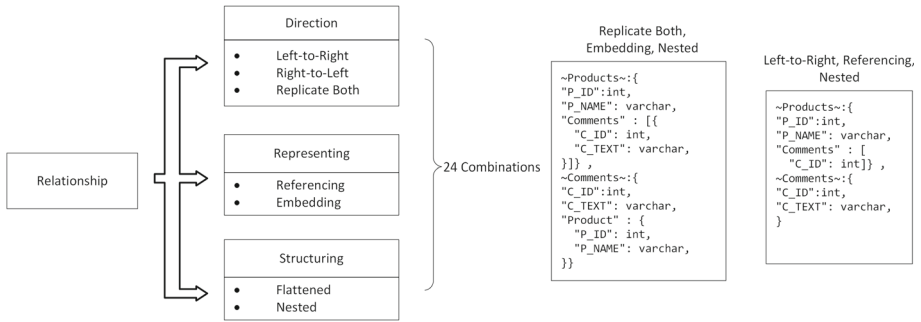 Relationship
Direction
• Left-to-Right
• Right-to-Left
• Replicate Both
Representing
• Referencing
• Embedding
Structuring
• Flattened
• Nested
24 Combinations
Replicate Both,
Embedding, Nested
~Products~:{
"P_ID":int,
"P_NAME": varchar,
"Comments" : [{
"C_ID": int,
"C_TEXT": varchar,
}]} ,
~Comments~:{
"C_ID":int,
"C_TEXT": varchar,
"Product" : {
"P_ID": int,
"P_NAME": varchar,
}}
Left-to-Right, Referencing,
Nested
~Products~:{
"P_ID":int,
"P_NAME": varchar,
"Comments" : [
"C_ID": int]} ,
~Comments~:{
"C_ID":int,
"C_TEXT": varchar,
}